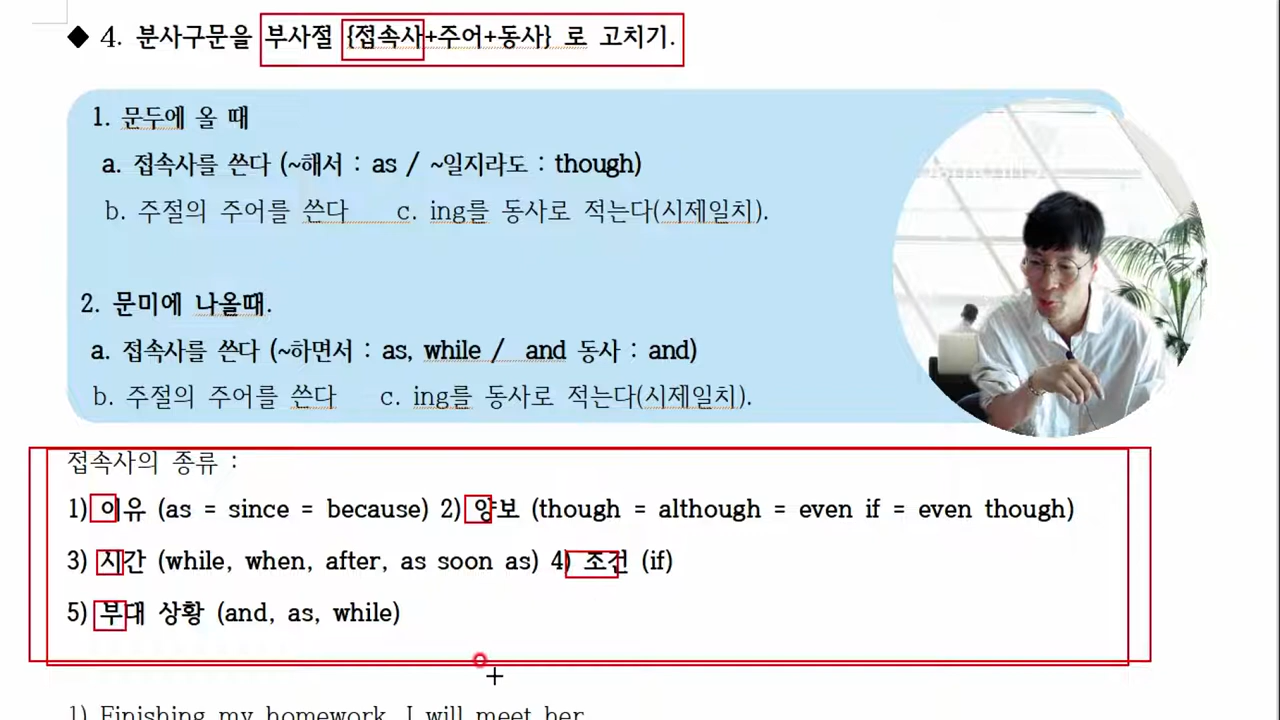 ◆ 4. 분사구문을 부사절 {접속사+주어+동사} 로 고치기.
1. 문두에 올 때
a. 접속사를 쓴다 (~해서 : as / ~일지라도 : though)
b. 주절의 주어를 쓴다 c. ing를 동사로 적는다(시제일치).
2. 문미에 나올때.
a. 접속사를 쓴다 (~하면서 : as, while / and 동사 : and)
b. 주절의 주어를 쓴다 c. ing를 동사로 적는다(시제일치).
접속사의 종류 :
1) 이유 (as = since = because) 2) 양보 (though = although = even if = even though)
3) 시간 (while, when, after, as soon as) 4) 조건 (if)
5) 부대 상황 (and, as, while)
1) Finishing my homework, I will meet her